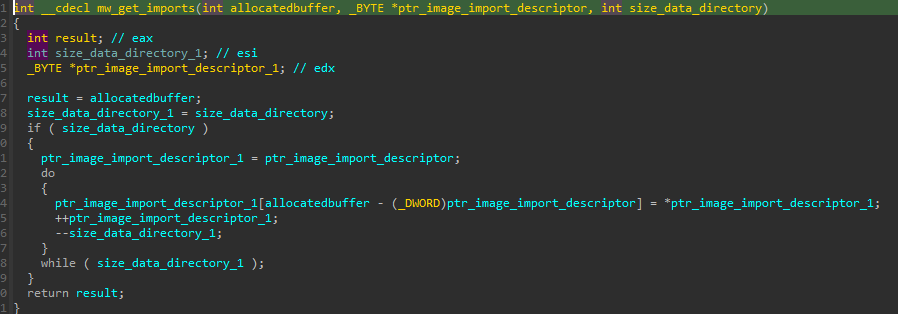 1 int __cdecl mw_get_imports(int allocatedbuffer, _BYTE *ptr_image_import_descriptor, int size_data_directory)
2 {
3   int result; // eax
4   int size_data_directory_1; // esi
5   _BYTE *ptr_image_import_descriptor_1; // edx
6
7   result = allocatedbuffer;
8   size_data_directory_1 = size_data_directory;
9   if ( size_data_directory )
0   {
1     ptr_image_import_descriptor_1 = ptr_image_import_descriptor;
2     do
3     {
4       ptr_image_import_descriptor_1[allocatedbuffer - (_DWORD)ptr_image_import_descriptor] = *ptr_image_import_descriptor_1;
5       ++ptr_image_import_descriptor_1;
6       --size_data_directory_1;
7     }
8     while ( size_data_directory_1 );
9   }
0   return result;
1 }